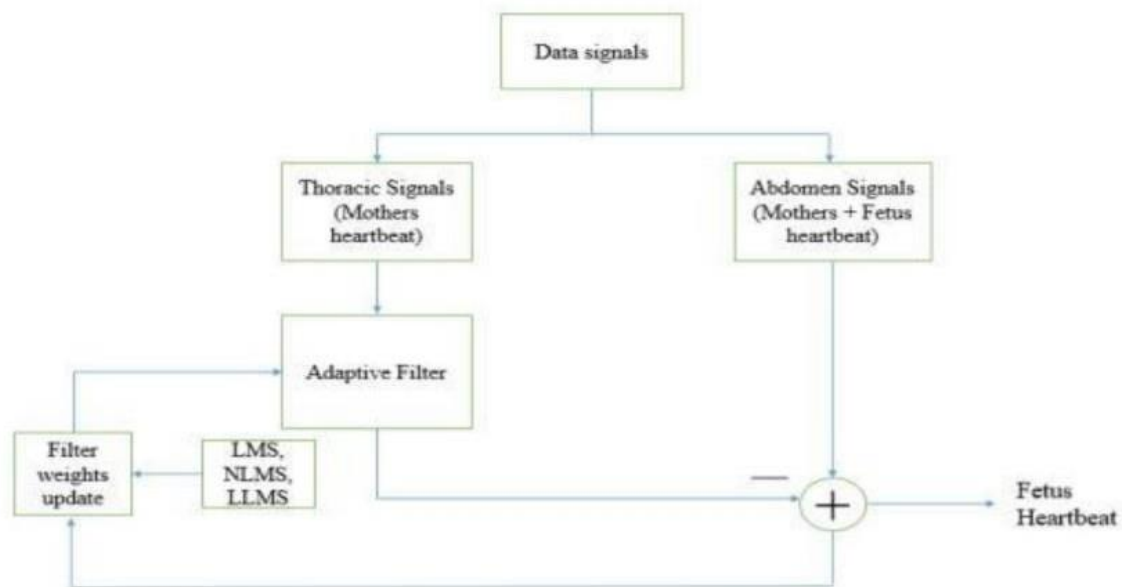 Data signals
Thoracic Signals
(Mothers
heartbeat)
Abdomen Signals
(Mothers + Fetus
heartbeat)
Adaptive Filter
Filter
weights
update
LMS,
NLMS,
LLMS
—
+
Fetus
Heartbeat